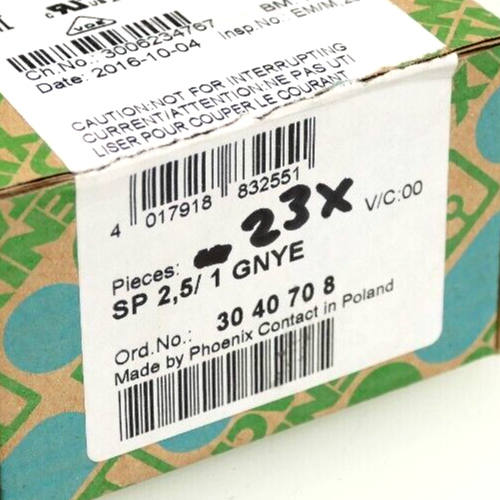 Insp.No.: EM/M.
Ch.No.: 3006234767
Date: 2016-10-04
CAUTION:NOT FOR INTERRUPTING
CURRENT/ATTENTION:NE PAS UTI
LISER POUR COUPER LE COURANT
4 017918 832551
23X V/C:00
Pieces:
SP 2,5/ 1 GNYE
Ord.No.: 30 40 70 8
Made by Phoenix Contact in Poland